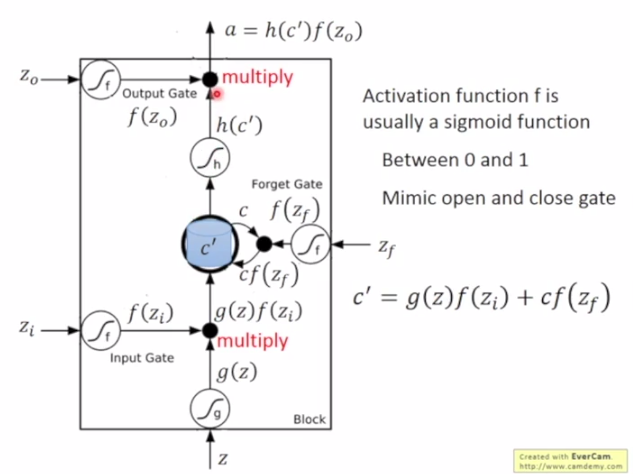 a = h(c')f(z_o)
z_o
f
multiply
Output Gate
f(z_o)
h(c')
h
Activation function f is
usually a sigmoid function
Between 0 and 1
Mimic open and close gate
Forget Gate
c
f(z_f)
c'
f
z_f
cf(z_f)
c' = g(z)f(z_i) + cf(z_f)
f(z_i)
g(z)f(z_i)
z_i
f
multiply
Input Gate
g(z)
g
Block
z
Created with EverCam.
http://www.camdemy.com